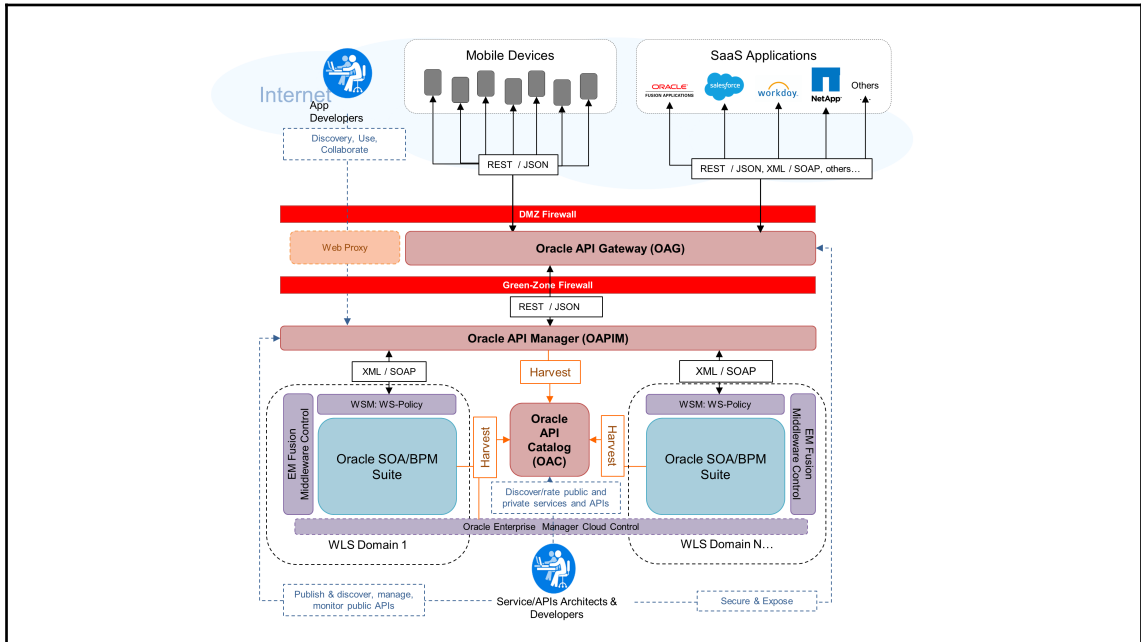 Mobile Devices
SaaS Applications
Internet
App
Developers
ORACLE
FUSION APPLICATIONS
salesforce
workday.
NetApp
Others
...
Discovery, Use,
Collaborate
REST / JSON
REST / JSON, XML / SOAP, others...
DMZ Firewall
Web Proxy
Oracle API Gateway (OAG)
Green-Zone Firewall
REST / JSON
Oracle API Manager (OAPIM)
XML / SOAP
Harvest
XML / SOAP
WSM: WS-Policy
WSM: WS-Policy
EM Fusion
Middleware Control
Oracle SOA/BPM
Suite
Harvest
Oracle
API
Catalog
(OAC)
Harvest
Oracle SOA/BPM
Suite
EM Fusion
Middleware Control
Discover/rate public and
private services and APIs
Oracle Enterprise Manager Cloud Control
WLS Domain 1
WLS Domain N...
Publish & discover, manage,
monitor public APIs
Service/APIs Architects &
Developers
Secure & Expose